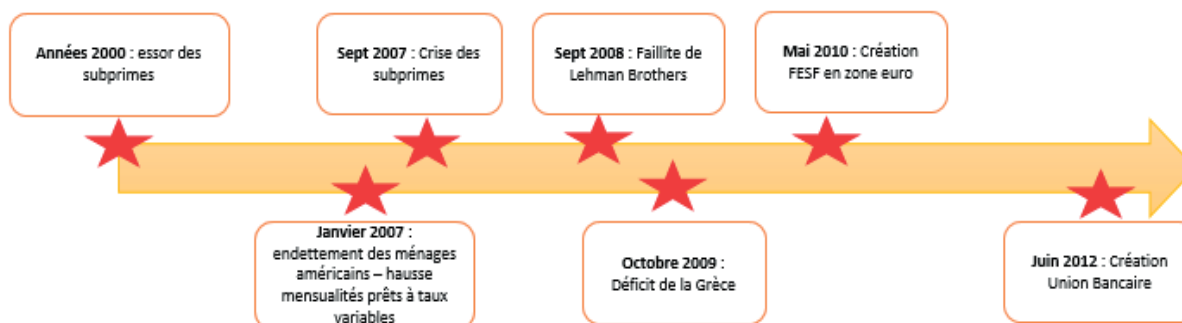 Années 2000 : essor des
subprimes
Janvier 2007 :
endettement des ménages
américains – hausse
mensualités prêts à taux
variables
Sept 2007 : Crise des
subprimes
Sept 2008 : Faillite de
Lehman Brothers
Octobre 2009 :
Déficit de la Grèce
Mai 2010 : Création
FESF en zone euro
Juin 2012 : Création
Union Bancaire